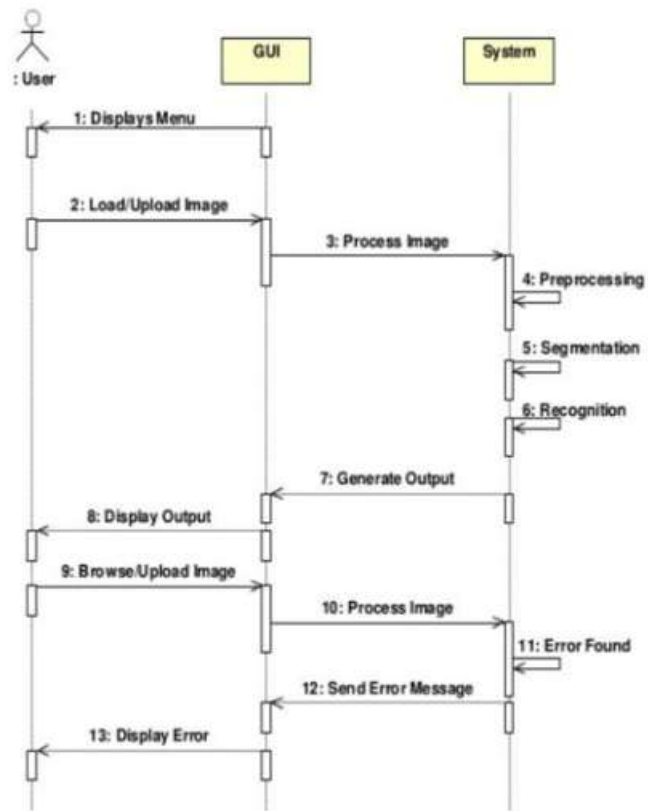 : User
GUI
System
1: Displays Menu
2: Load/Upload Image
3: Process Image
4: Preprocessing
5: Segmentation
6: Recognition
7: Generate Output
8: Display Output
9: Browse/Upload Image
10: Process Image
11: Error Found
12: Send Error Message
13: Display Error